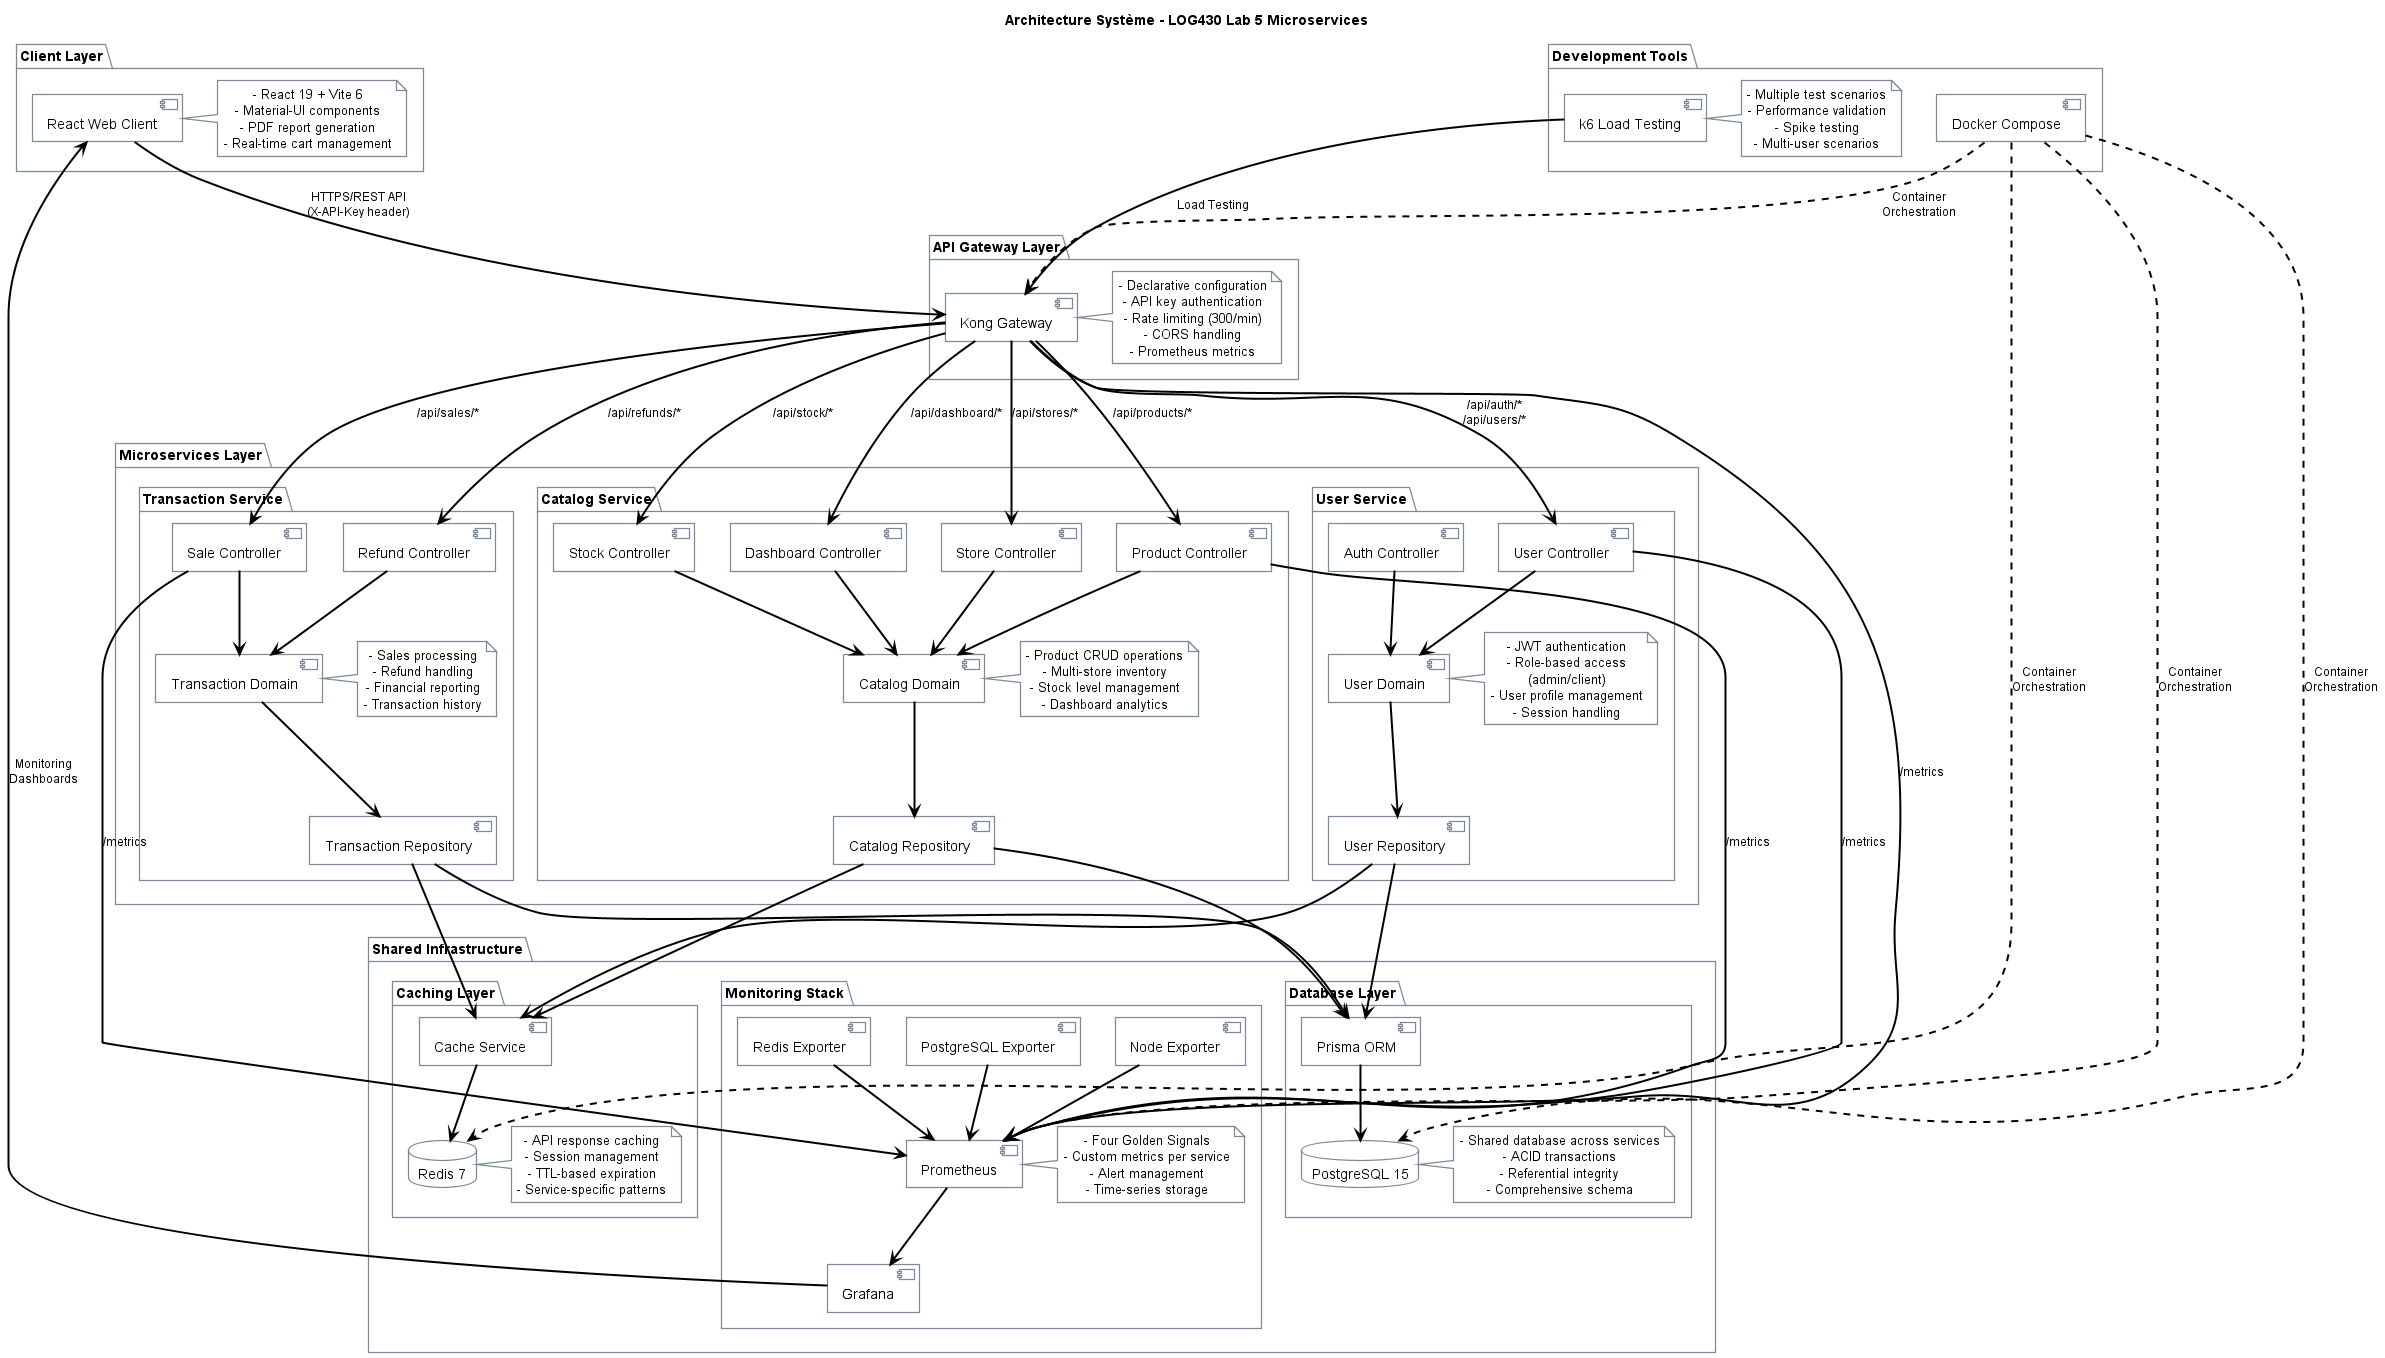 Architecture Système - LOG430 Lab 5 Microservices
Client Layer
React Web Client
- React 19 + Vite 6
- Material-UI components
- PDF report generation
- Real-time cart management
Development Tools
k6 Load Testing
- Multiple test scenarios
- Performance validation
- Spike testing
- Multi-user scenarios
Docker Compose
HTTPS/REST API
(X-API-Key header)
Load Testing
Container
Orchestration
API Gateway Layer
Kong Gateway
- Declarative configuration
- API key authentication
- Rate limiting (300/min)
- CORS handling
- Prometheus metrics
/api/sales/*
/api/refunds/*
/api/stock/*
/api/dashboard/*
/api/stores/*
/api/products/*
/api/auth/*
/api/users/*
Microservices Layer
Transaction Service
Sale Controller
Refund Controller
Transaction Domain
- Sales processing
- Refund handling
- Financial reporting
- Transaction history
Transaction Repository
Catalog Service
Stock Controller
Dashboard Controller
Store Controller
Product Controller
Catalog Domain
- Product CRUD operations
- Multi-store inventory
- Stock level management
- Dashboard analytics
Catalog Repository
User Service
Auth Controller
User Controller
User Domain
- JWT authentication
- Role-based access
(admin/client)
- User profile management
- Session handling
User Repository
Container
Orchestration
Container
Orchestration
Container
Orchestration
Monitoring
Dashboards
/metrics
/metrics
/metrics
/metrics
Shared Infrastructure
Caching Layer
Cache Service
Redis 7
- API response caching
- Session management
- TTL-based expiration
- Service-specific patterns
Monitoring Stack
Redis Exporter
PostgreSQL Exporter
Node Exporter
Prometheus
- Four Golden Signals
- Custom metrics per service
- Alert management
- Time-series storage
Grafana
Database Layer
Prisma ORM
PostgreSQL 15
- Shared database across services
- ACID transactions
- Referential integrity
- Comprehensive schema